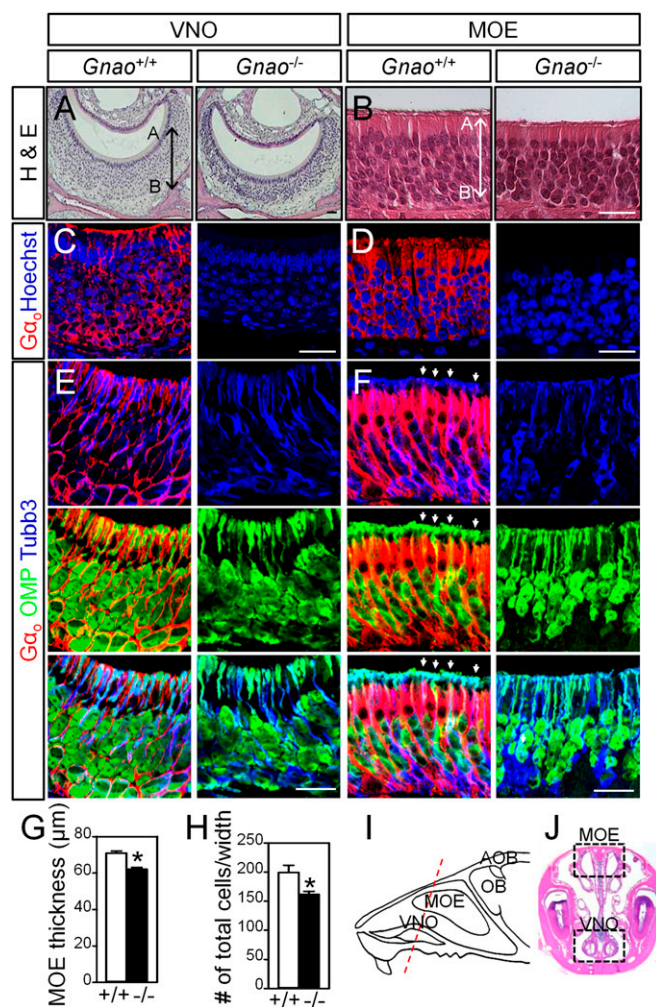 VNO MOE
Gnao+/+ Gnao-/- Gnao+/+ Gnao-/-
H & E
A A B
B A B
Gαo Hoechst
C D
Gαo OMP Tubb3
E F
G H I J
MOE thickness (μm)
80
60
40
20
0
*
+/+ -/-
# of total cells/width
250
200
150
100
50
0
*
+/+ -/-
AOB
OB
MOE
VNO
MOE
VNO